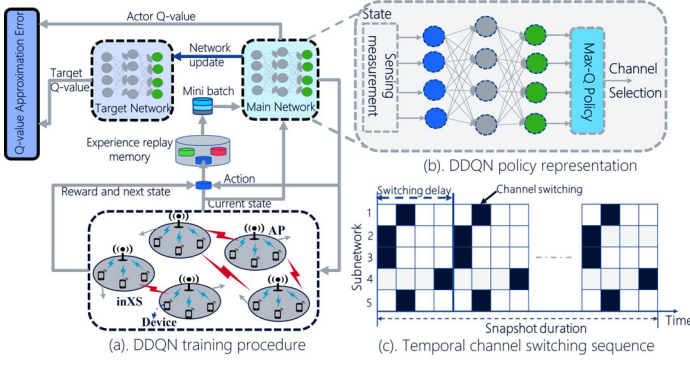 Actor Q-value
Q-value Approximation Error
Target
Q-value
Network
update
Target Network
Main Network
Mini batch
Experience replay
memory
Reward and next state
Action
Current state
AP
inXS
Device
(a). DDQN training procedure
State
Sensing
measurement
Max-Q Policy
Channel
Selection
(b). DDQN policy representation
Switching delay
Channel switching
Subnetwork
1
2
3
4
5
Time
Snapshot duration
(c). Temporal channel switching sequence